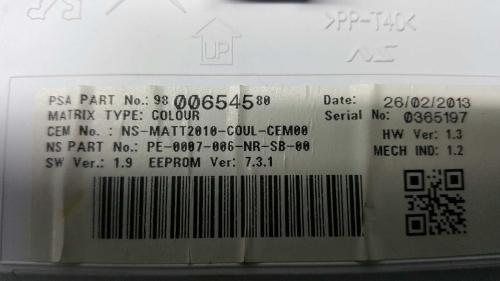 >PP-T40<
UP
PSA PART No.: 98 006545 80 Date: 26/02/2013
MATRIX TYPE: COLOUR Serial No: 0365197
CEM No.: NS-MATT2010-COUL-CEM00 HW Ver: 1.3
NS PART No.: PE-0007-006-NR-SB-00 MECH IND: 1.2
SW Ver.: 1.9 EEPROM Ver: 7.3.1